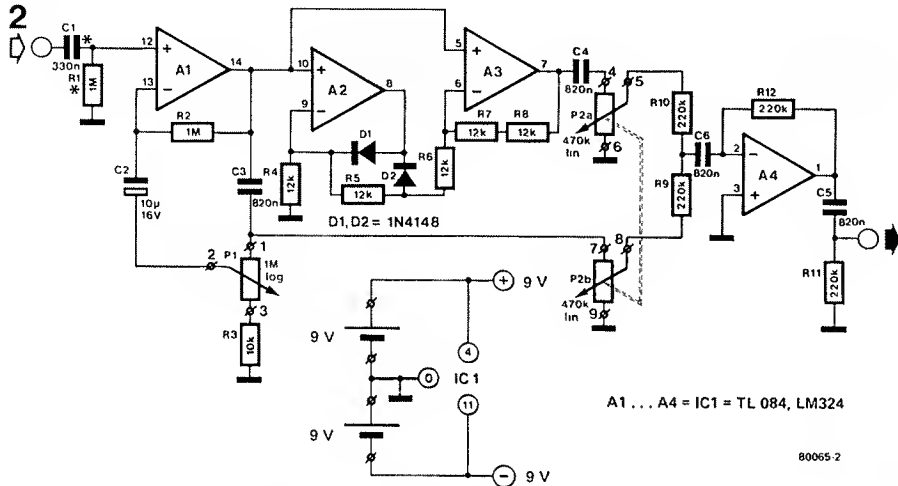 2
C1
*
330n
R1
*
1M
12
+
A1
14
13
−
R2
1M
C2
10µ
16V
C3
820n
10
+
A2
8
9
−
D1
D2
R4
12k
R5
12k
R6
12k
D1, D2 = 1N4148
5
+
A3
7
6
−
R7
12k
R8
12k
C4
820n
4
5
P2a
470k
lin
6
R10
220k
C6
820n
R9
220k
R12
220k
2
−
A4
1
3
+
C5
820n
R11
220k
1
2
P1
1M
log
3
R3
10k
7
8
P2b
470k
lin
9
+ 9 V
9 V
4
0
IC 1
11
9 V
− 9 V
A1 . . . A4 = IC1 = TL 084, LM324
80065-2